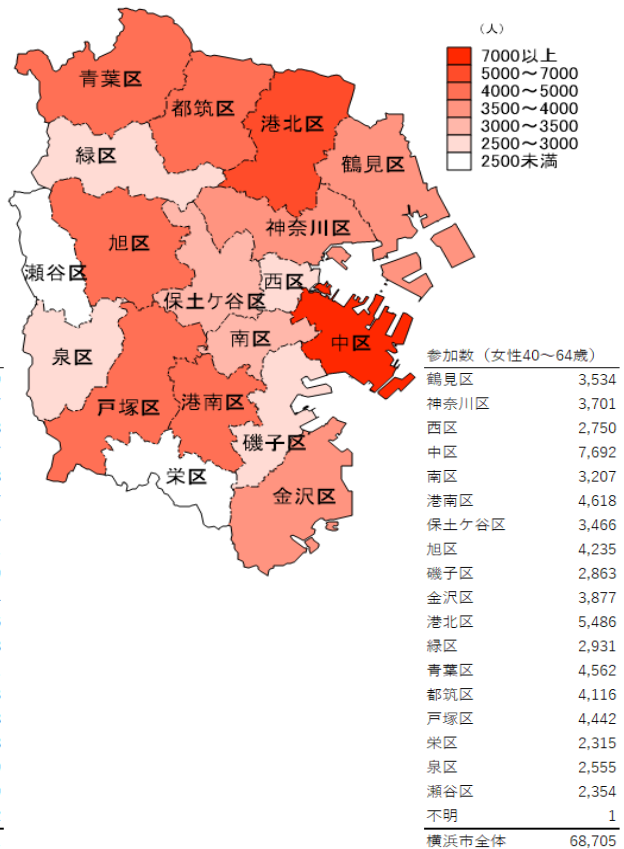 （人）
7000以上
5000～7000
4000～5000
3500～4000
3000～3500
2500～3000
2500未満
青葉区
都筑区
港北区
緑区
鶴見区
神奈川区
旭区
瀬谷区
西区
保土ケ谷区
南区
中区
泉区
戸塚区
港南区
磯子区
栄区
金沢区
参加数（女性40～64歳）
鶴見区 3,534
神奈川区 3,701
西区 2,750
中区 7,692
南区 3,207
港南区 4,618
保土ケ谷区 3,466
旭区 4,235
磯子区 2,863
金沢区 3,877
港北区 5,486
緑区 2,931
青葉区 4,562
都筑区 4,116
戸塚区 4,442
栄区 2,315
泉区 2,555
瀬谷区 2,354
不明 1
横浜市全体 68,705